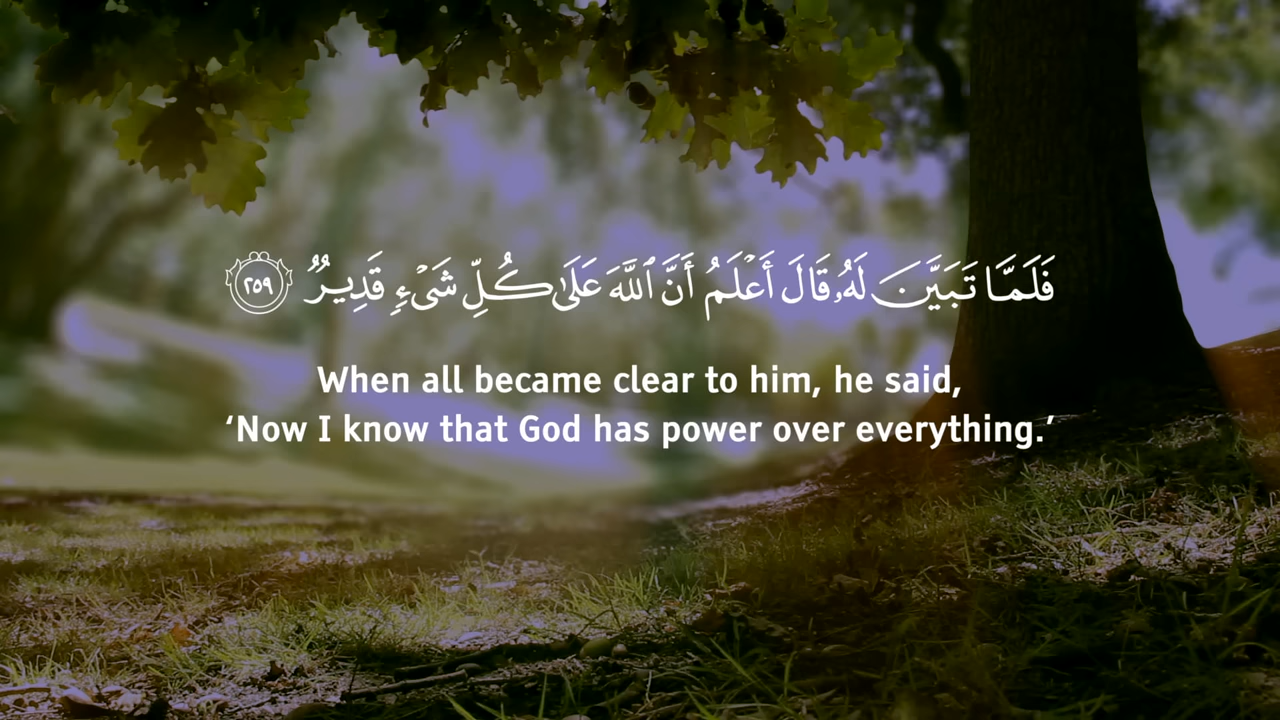 فَلَمَّا تَبَيَّنَ لَهُۥ قَالَ أَعْلَمُ أَنَّ ٱللَّهَ عَلَىٰ كُلِّ شَىْءٍ قَدِيرٌ ٢٥٩
When all became clear to him, he said,
‘Now I know that God has power over everything.’